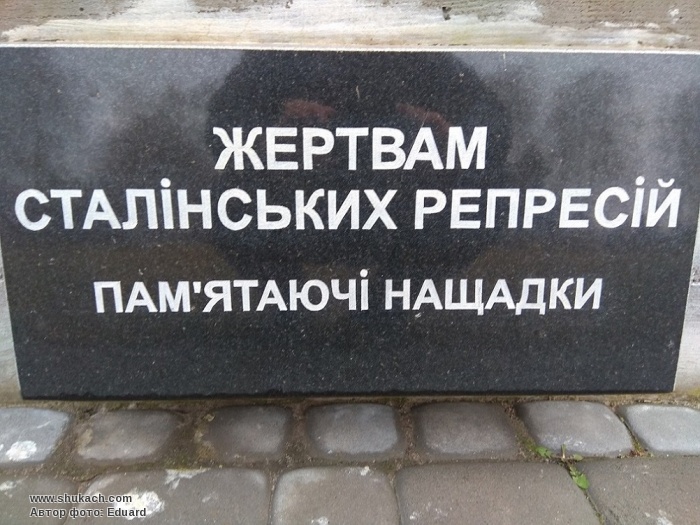 ЖЕРТВАМ
СТАЛІНСЬКИХ РЕПРЕСІЙ
ПАМ'ЯТАЮЧІ НАЩАДКИ
www.shukach.com
Автор фото: Eduard